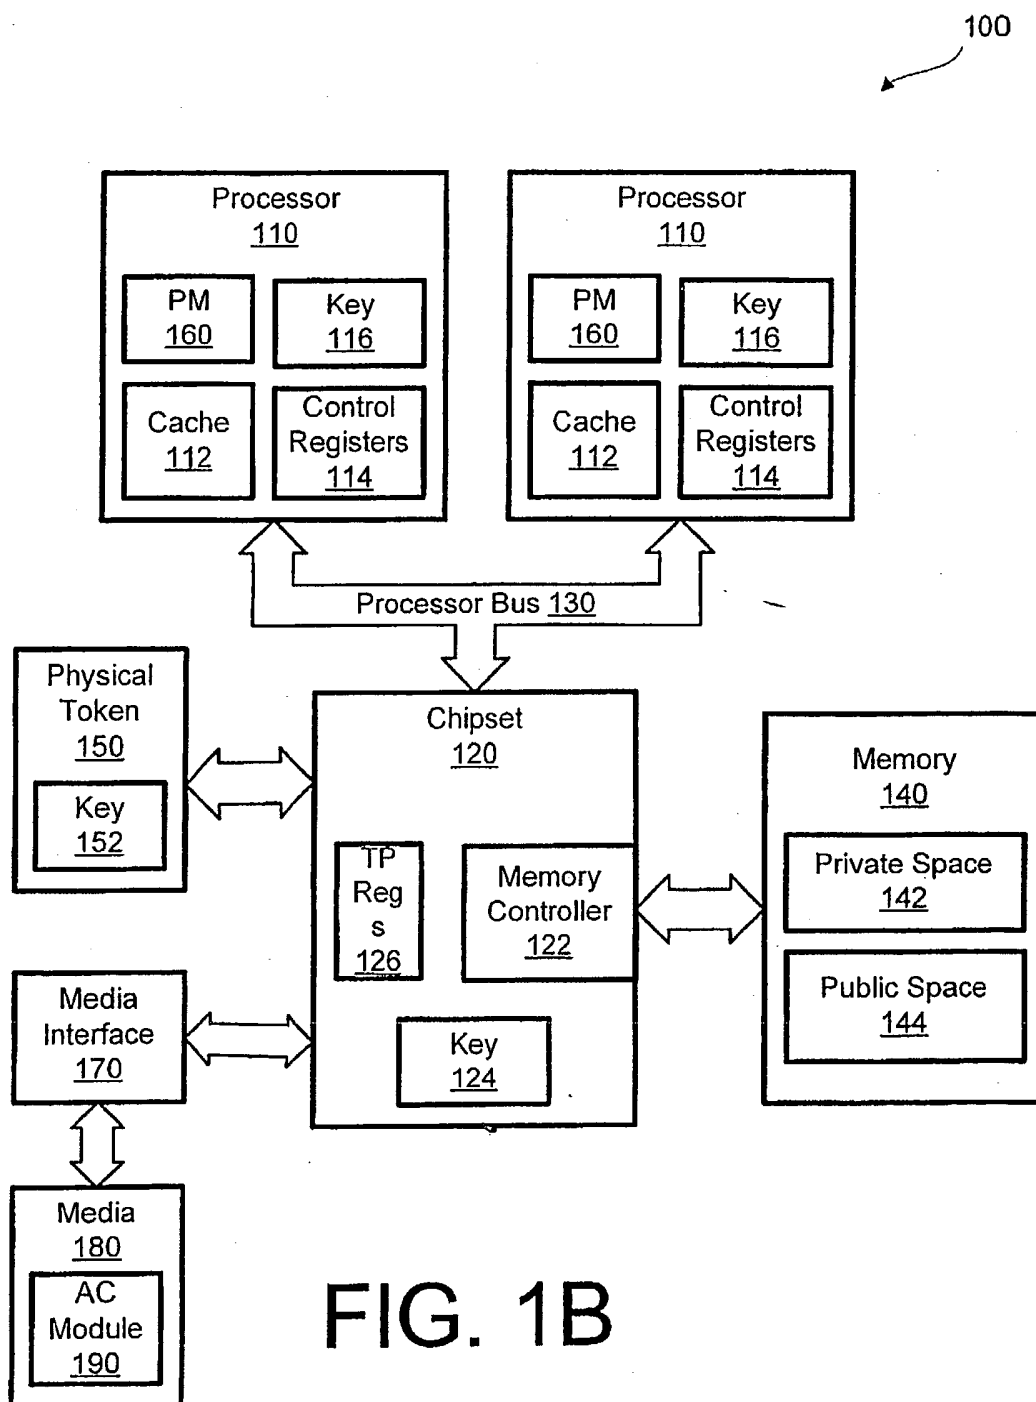 100
Processor
110
PM
160
Key
116
Cache
112
Control
Registers
114
Processor
110
PM
160
Key
116
Cache
112
Control
Registers
114
Processor Bus 130
Physical
Token
150
Key
152
Chipset
120
TP
Reg
s
126
Memory
Controller
122
Key
124
Memory
140
Private Space
142
Public Space
144
Media
Interface
170
Media
180
AC
Module
190
FIG. 1B